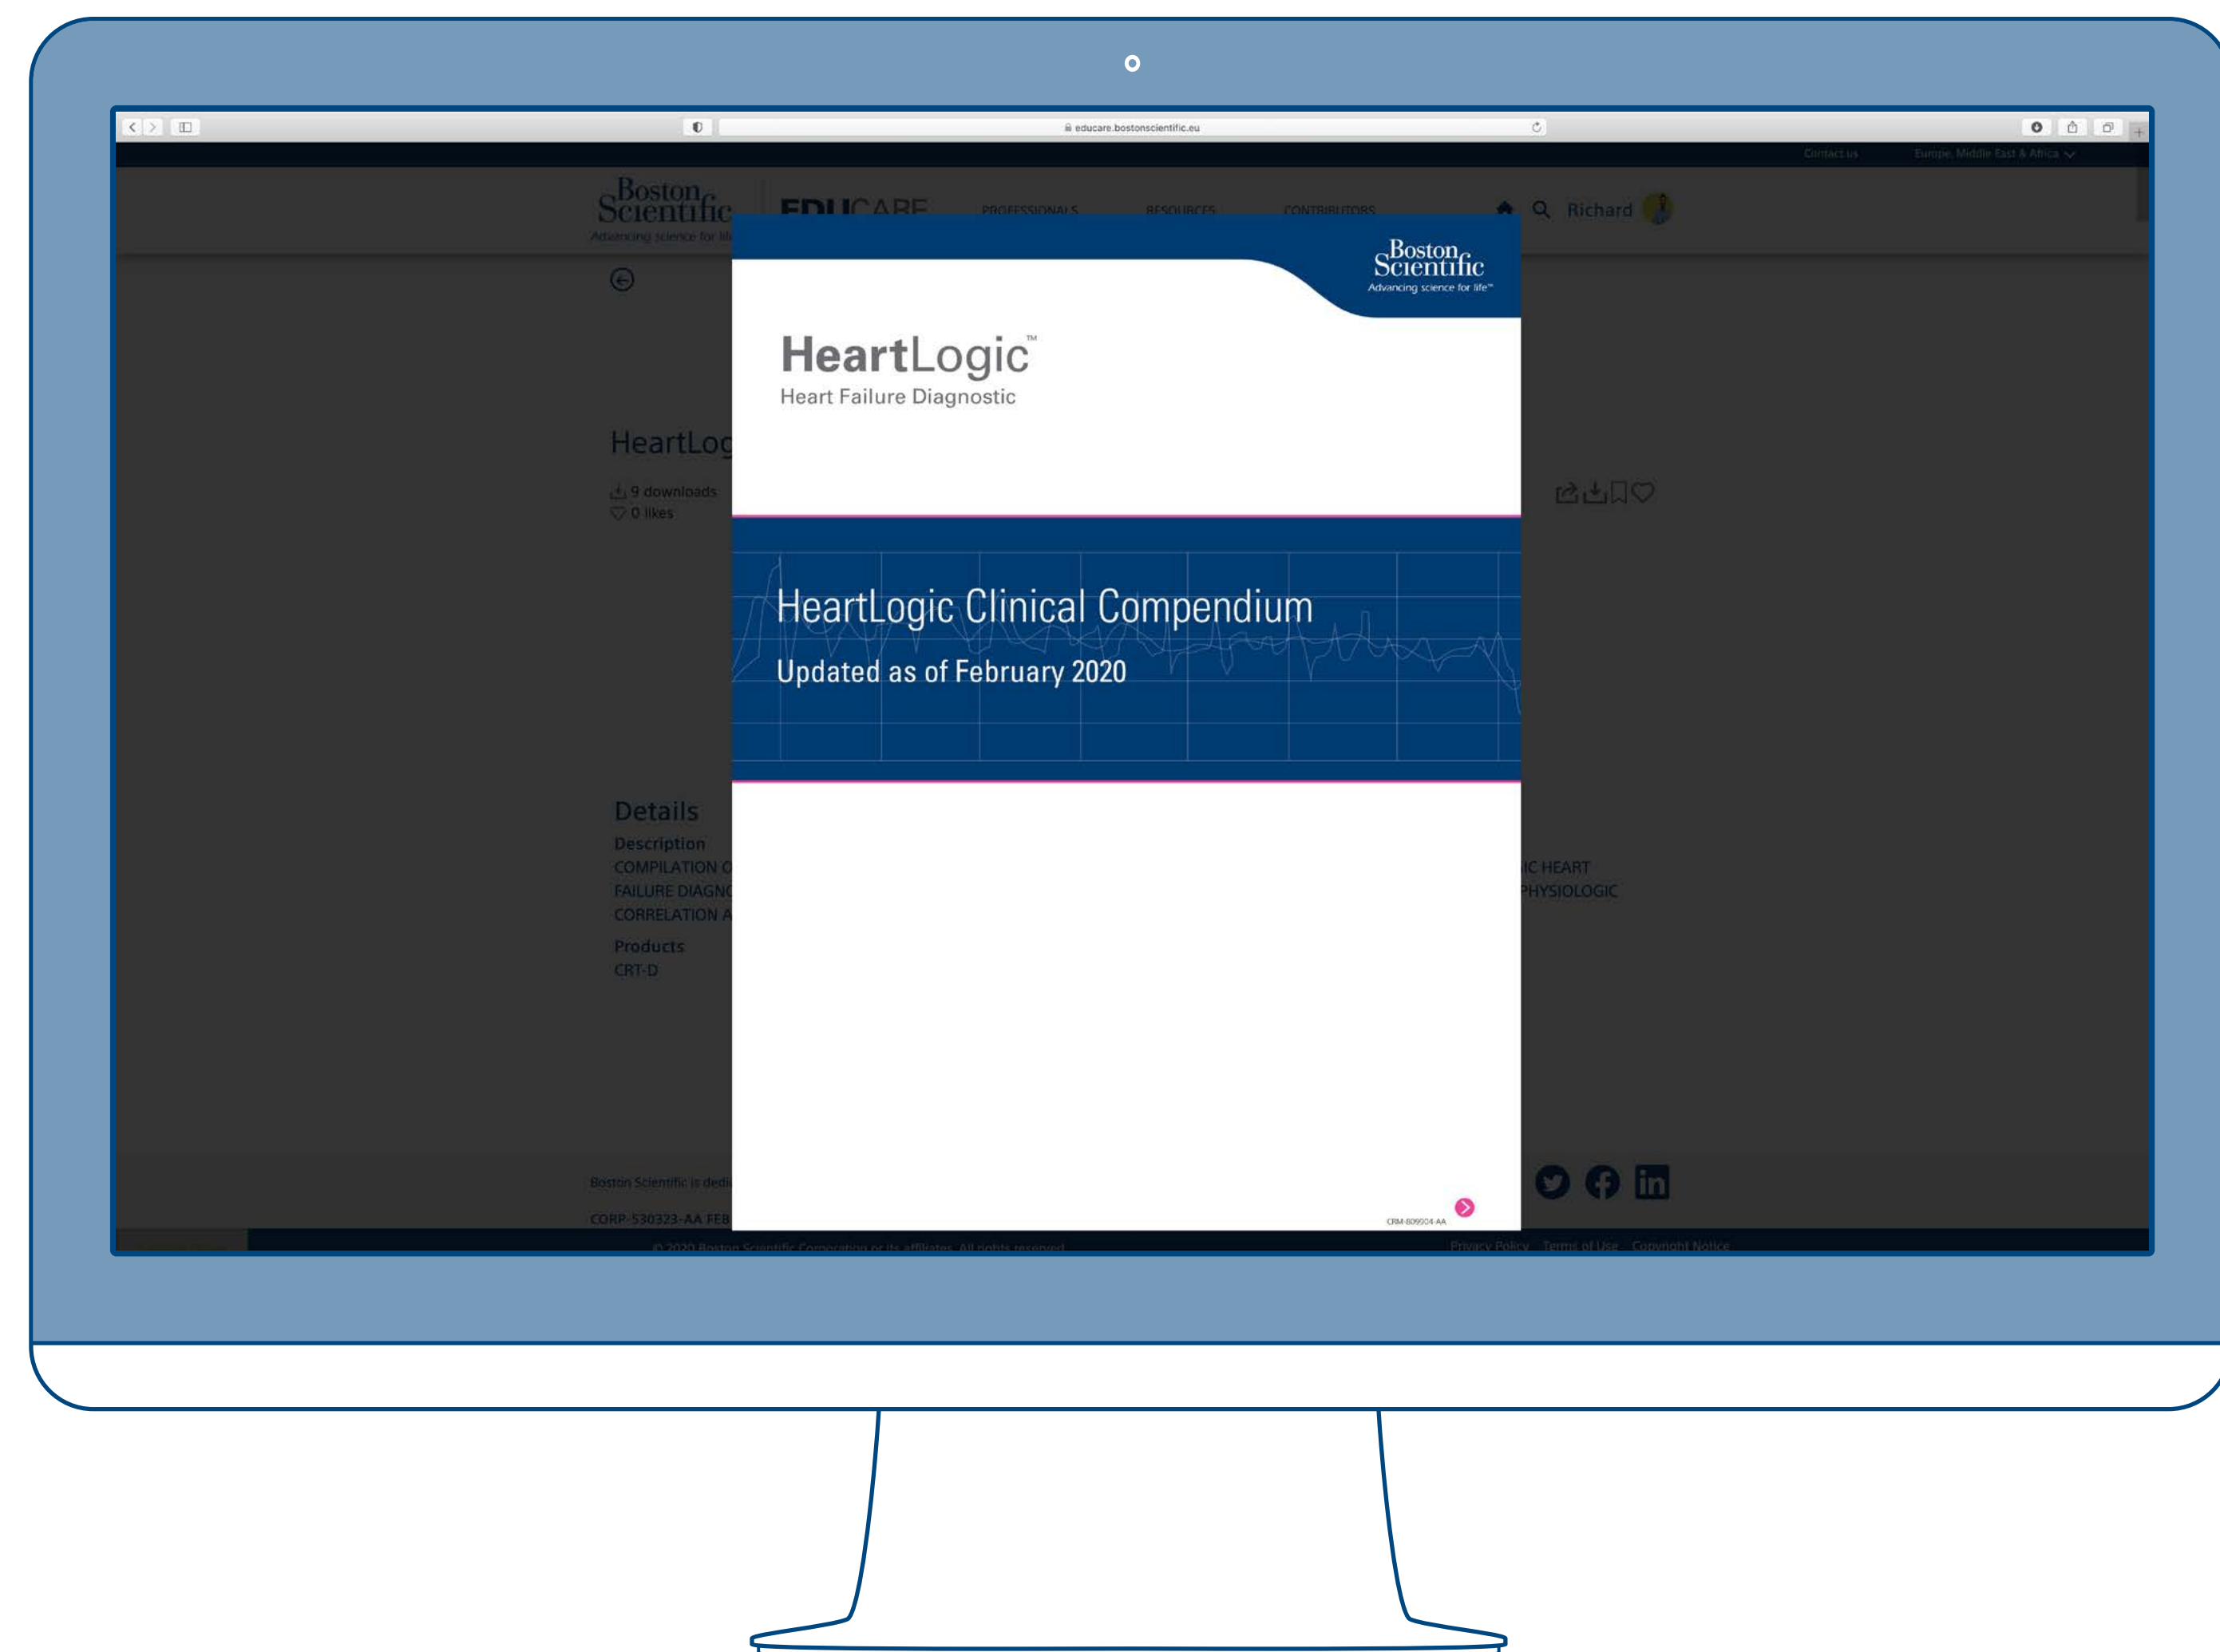 educare.bostonscientific.eu
Contact us Europe, Middle East & Africa
Boston
Scientific
Advancing science for life
EDUCARE PROFESSIONALS RESOURCES CONTRIBUTORS Richard
Boston
Scientific
Advancing science for life™
HeartLogic™
Heart Failure Diagnostic
HeartLog
9 downloads
0 likes
HeartLogic Clinical Compendium
Updated as of February 2020
Details
Description
COMPILATION O IC HEART
FAILURE DIAGNO PHYSIOLOGIC
CORRELATION A
Products
CRT-D
Boston Scientific is dedi
in
CORP-530323-AA FEB
CRM-809904-AA
© 2020 Boston Scientific Corporation or its affiliates. All rights reserved. Privacy Policy Terms of Use Copyright Notice